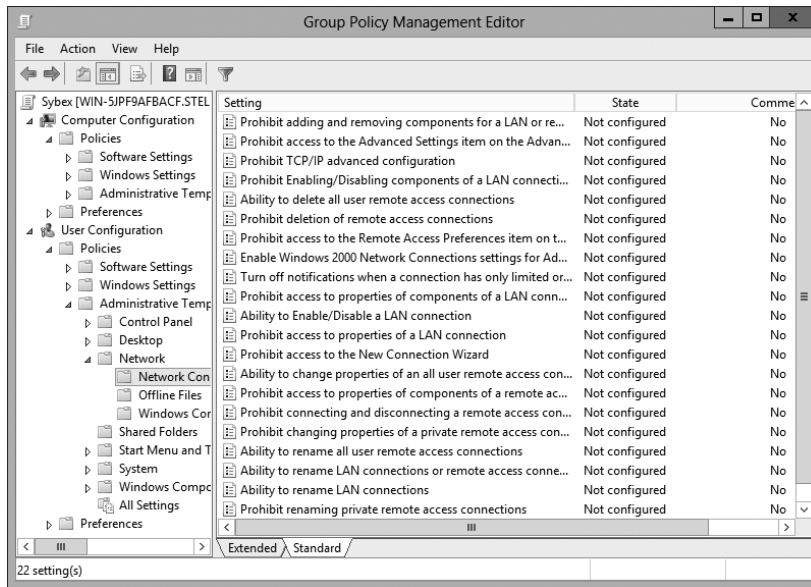 Group Policy Management Editor
File Action View Help
Sybex [WIN-5JPF9AFBACF.STEL
Computer Configuration
Policies
Software Settings
Windows Settings
Administrative Temp
Preferences
User Configuration
Policies
Software Settings
Windows Settings
Administrative Temp
Control Panel
Desktop
Network
Network Con
Offline Files
Windows Cor
Shared Folders
Start Menu and T
System
Windows Compc
All Settings
Preferences
Setting State Comme
Prohibit adding and removing components for a LAN or re... Not configured No
Prohibit access to the Advanced Settings item on the Advan... Not configured No
Prohibit TCP/IP advanced configuration Not configured No
Prohibit Enabling/Disabling components of a LAN connecti... Not configured No
Ability to delete all user remote access connections Not configured No
Prohibit deletion of remote access connections Not configured No
Prohibit access to the Remote Access Preferences item on t... Not configured No
Enable Windows 2000 Network Connections settings for Ad... Not configured No
Turn off notifications when a connection has only limited or... Not configured No
Prohibit access to properties of components of a LAN conn... Not configured No
Ability to Enable/Disable a LAN connection Not configured No
Prohibit access to properties of a LAN connection Not configured No
Prohibit access to the New Connection Wizard Not configured No
Ability to change properties of an all user remote access con... Not configured No
Prohibit access to properties of components of a remote ac... Not configured No
Prohibit connecting and disconnecting a remote access con... Not configured No
Prohibit changing properties of a private remote access con... Not configured No
Ability to rename all user remote access connections Not configured No
Ability to rename LAN connections or remote access conne... Not configured No
Ability to rename LAN connections Not configured No
Prohibit renaming private remote access connections Not configured No
Extended Standard
22 setting(s)